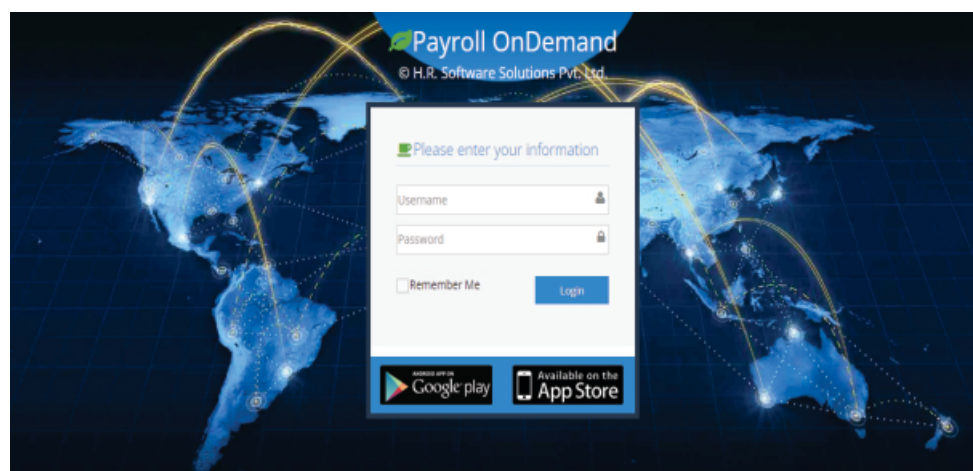 Payroll OnDemand
© H.R. Software Solutions Pvt. Ltd.
Please enter your information
Username
Password
Remember Me
Login
ANDROID APP ON
Google play
Available on the
App Store